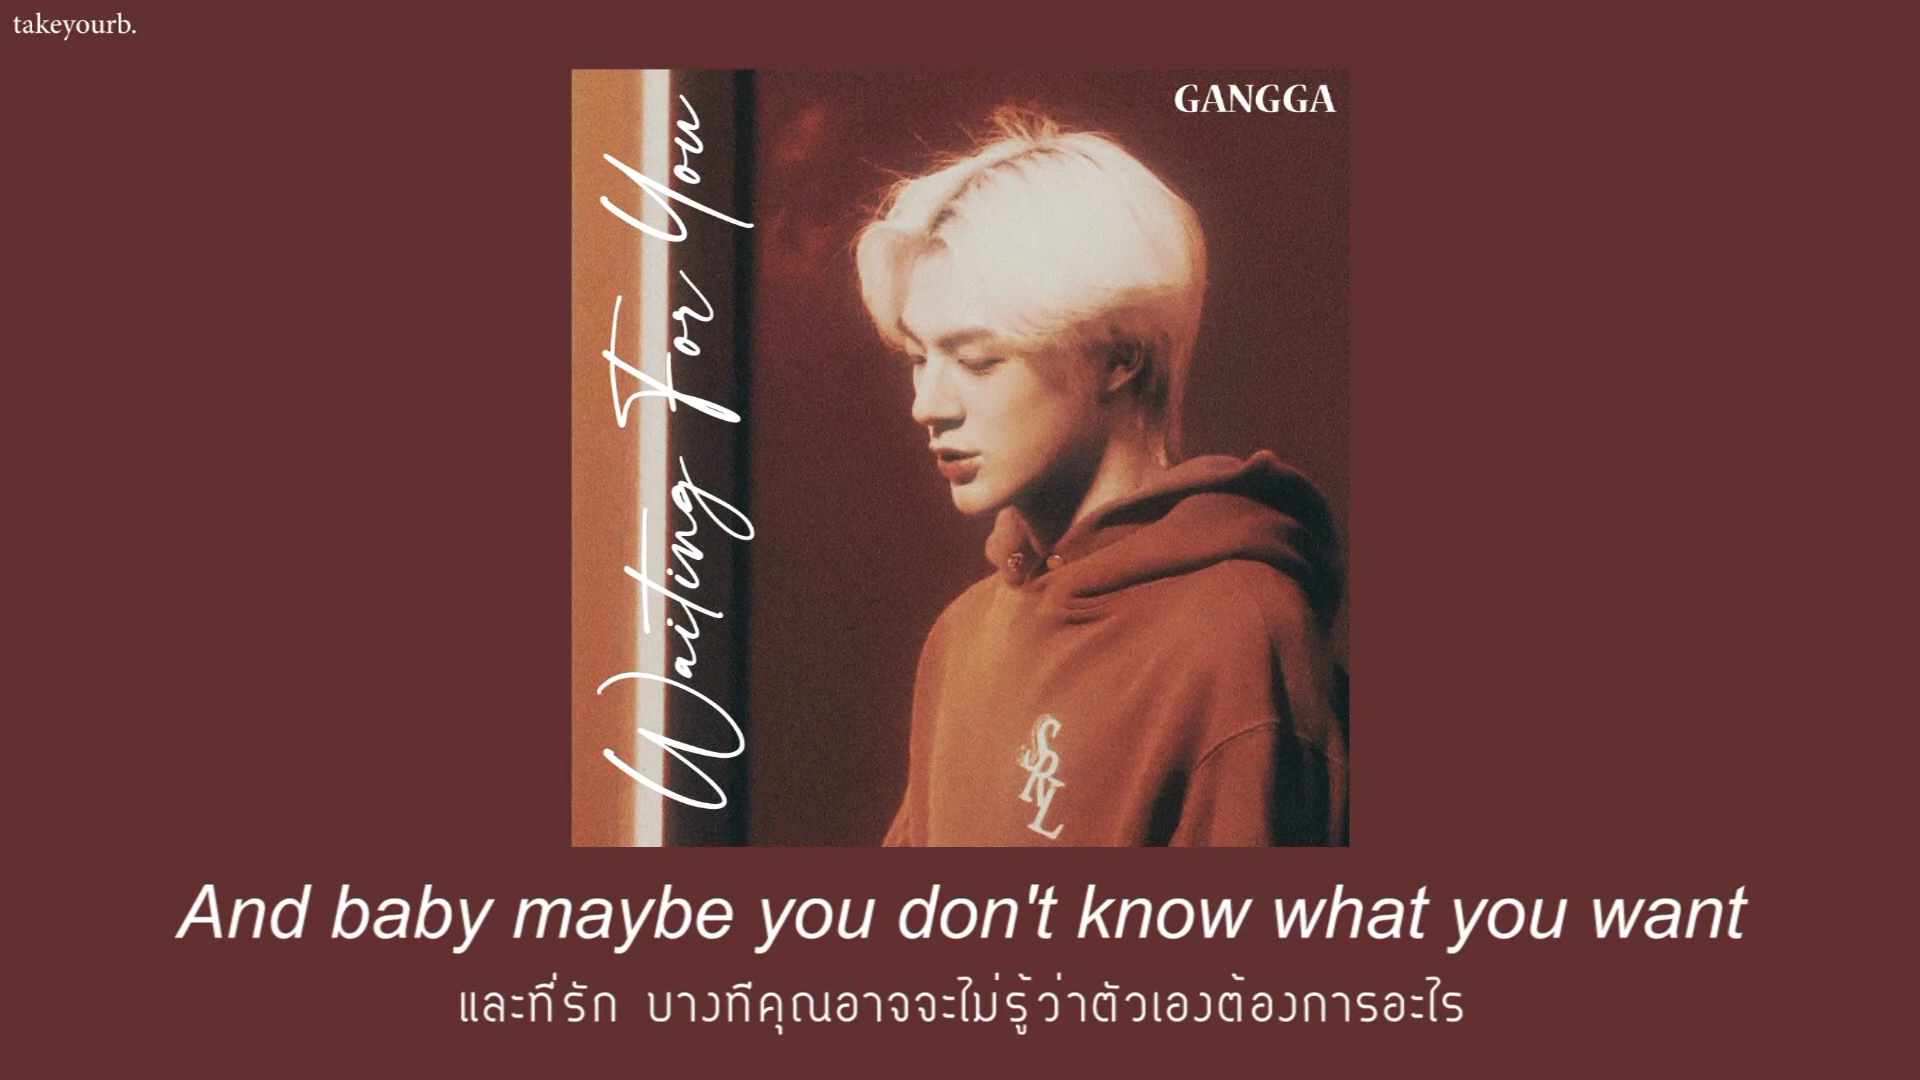 takeyourb.
GANGGA
Waiting For You
SRNL
And baby maybe you don't know what you want
และที่รัก บางทีคุณอาจจะไม่รู้ว่าตัวเองต้องการอะไร